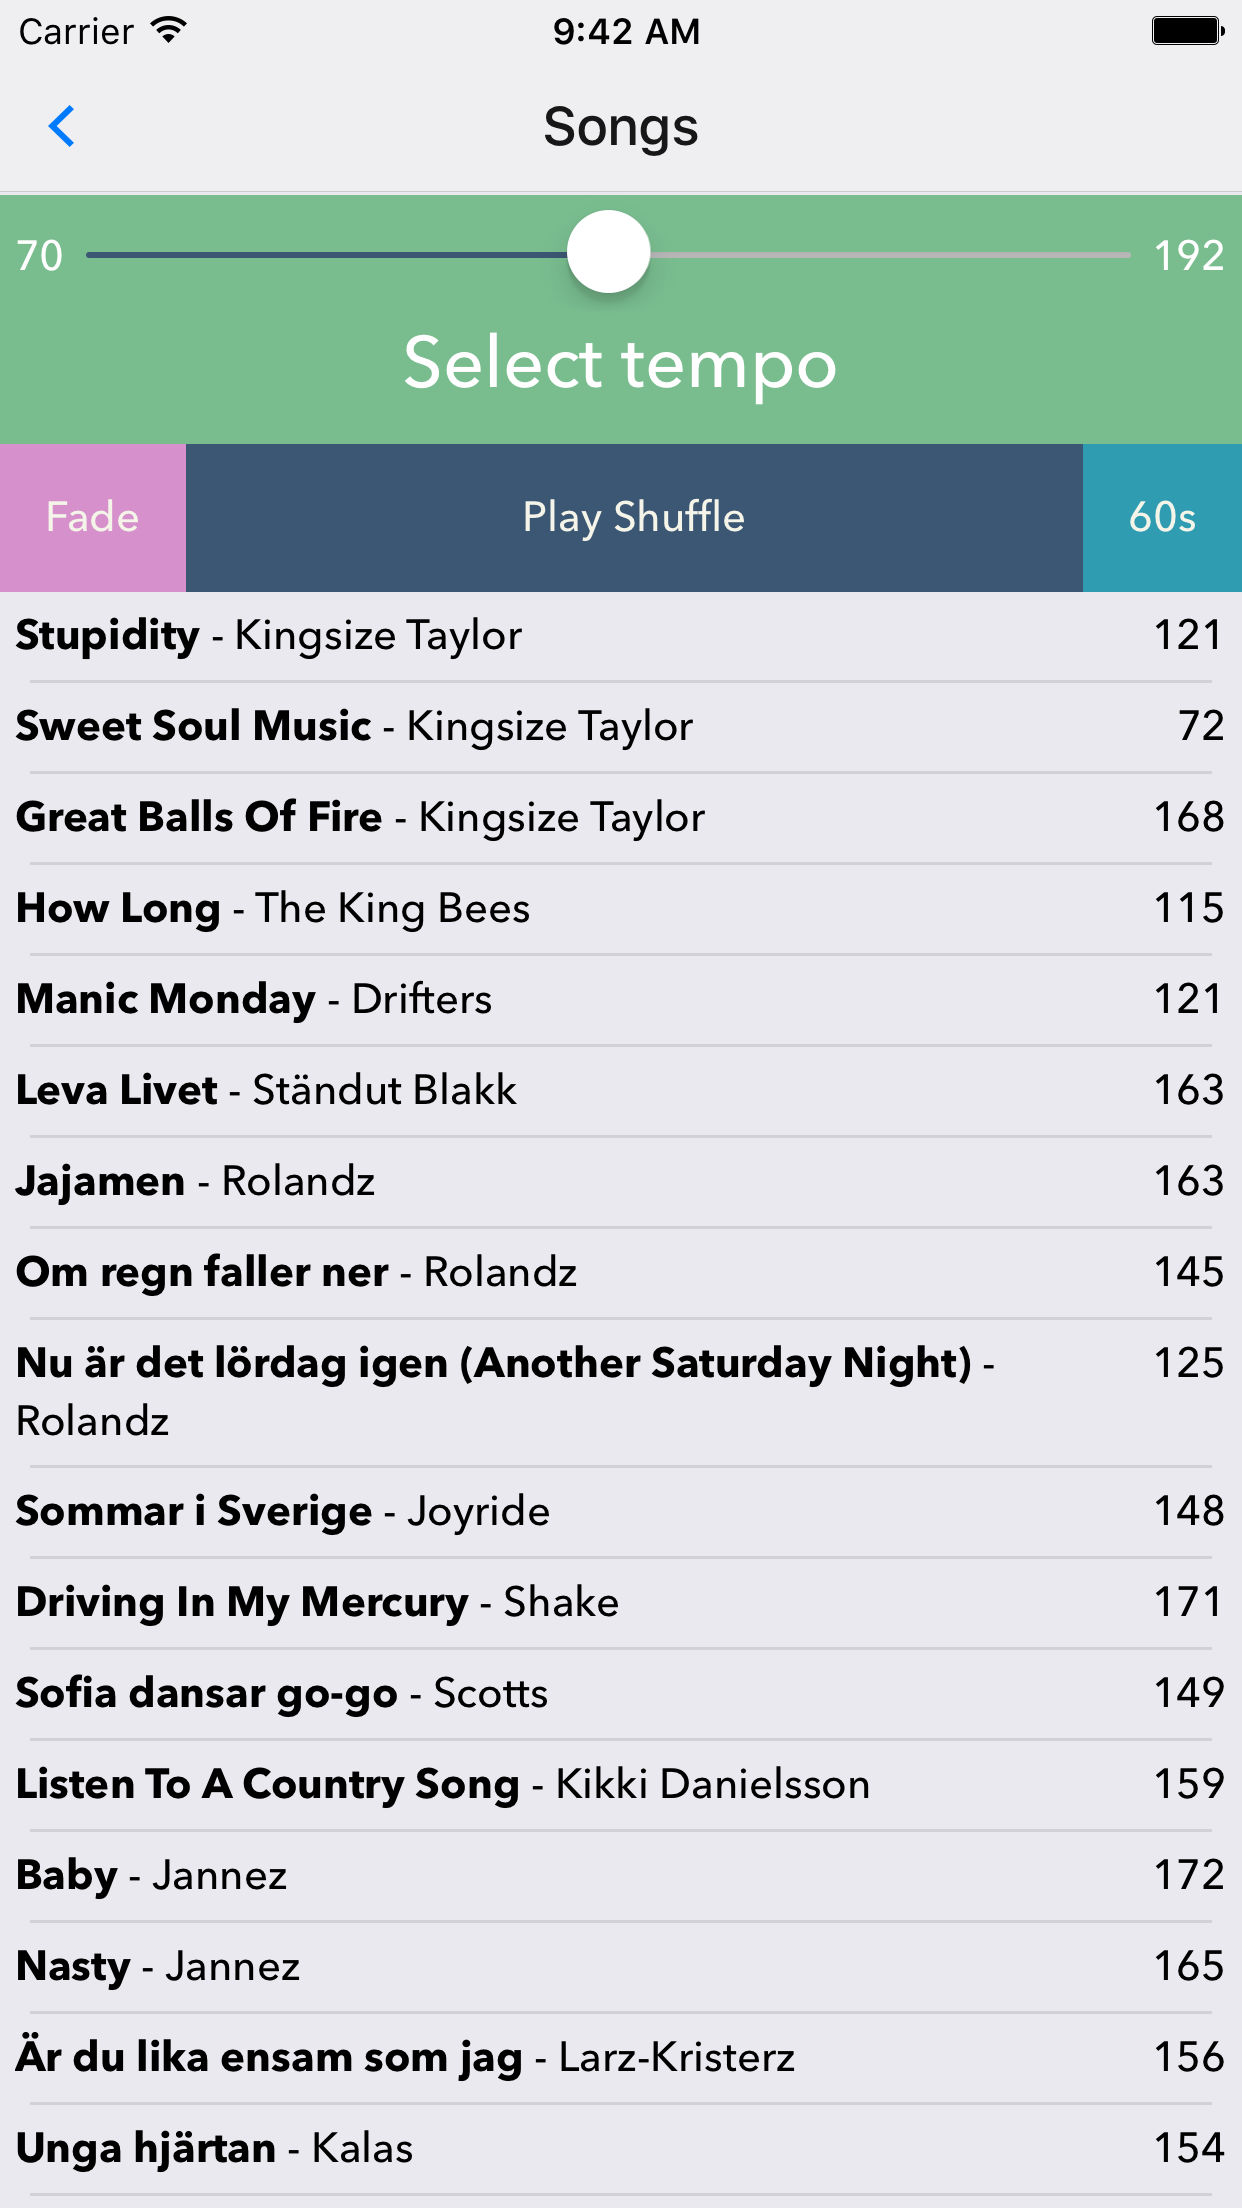 Carrier 9:42 AM
Songs
70 192
Select tempo
Fade Play Shuffle 60s
Stupidity - Kingsize Taylor 121
Sweet Soul Music - Kingsize Taylor 72
Great Balls Of Fire - Kingsize Taylor 168
How Long - The King Bees 115
Manic Monday - Drifters 121
Leva Livet - Ständut Blakk 163
Jajamen - Rolandz 163
Om regn faller ner - Rolandz 145
Nu är det lördag igen (Another Saturday Night) - 125
Rolandz
Sommar i Sverige - Joyride 148
Driving In My Mercury - Shake 171
Sofia dansar go-go - Scotts 149
Listen To A Country Song - Kikki Danielsson 159
Baby - Jannez 172
Nasty - Jannez 165
Är du lika ensam som jag - Larz-Kristerz 156
Unga hjärtan - Kalas 154